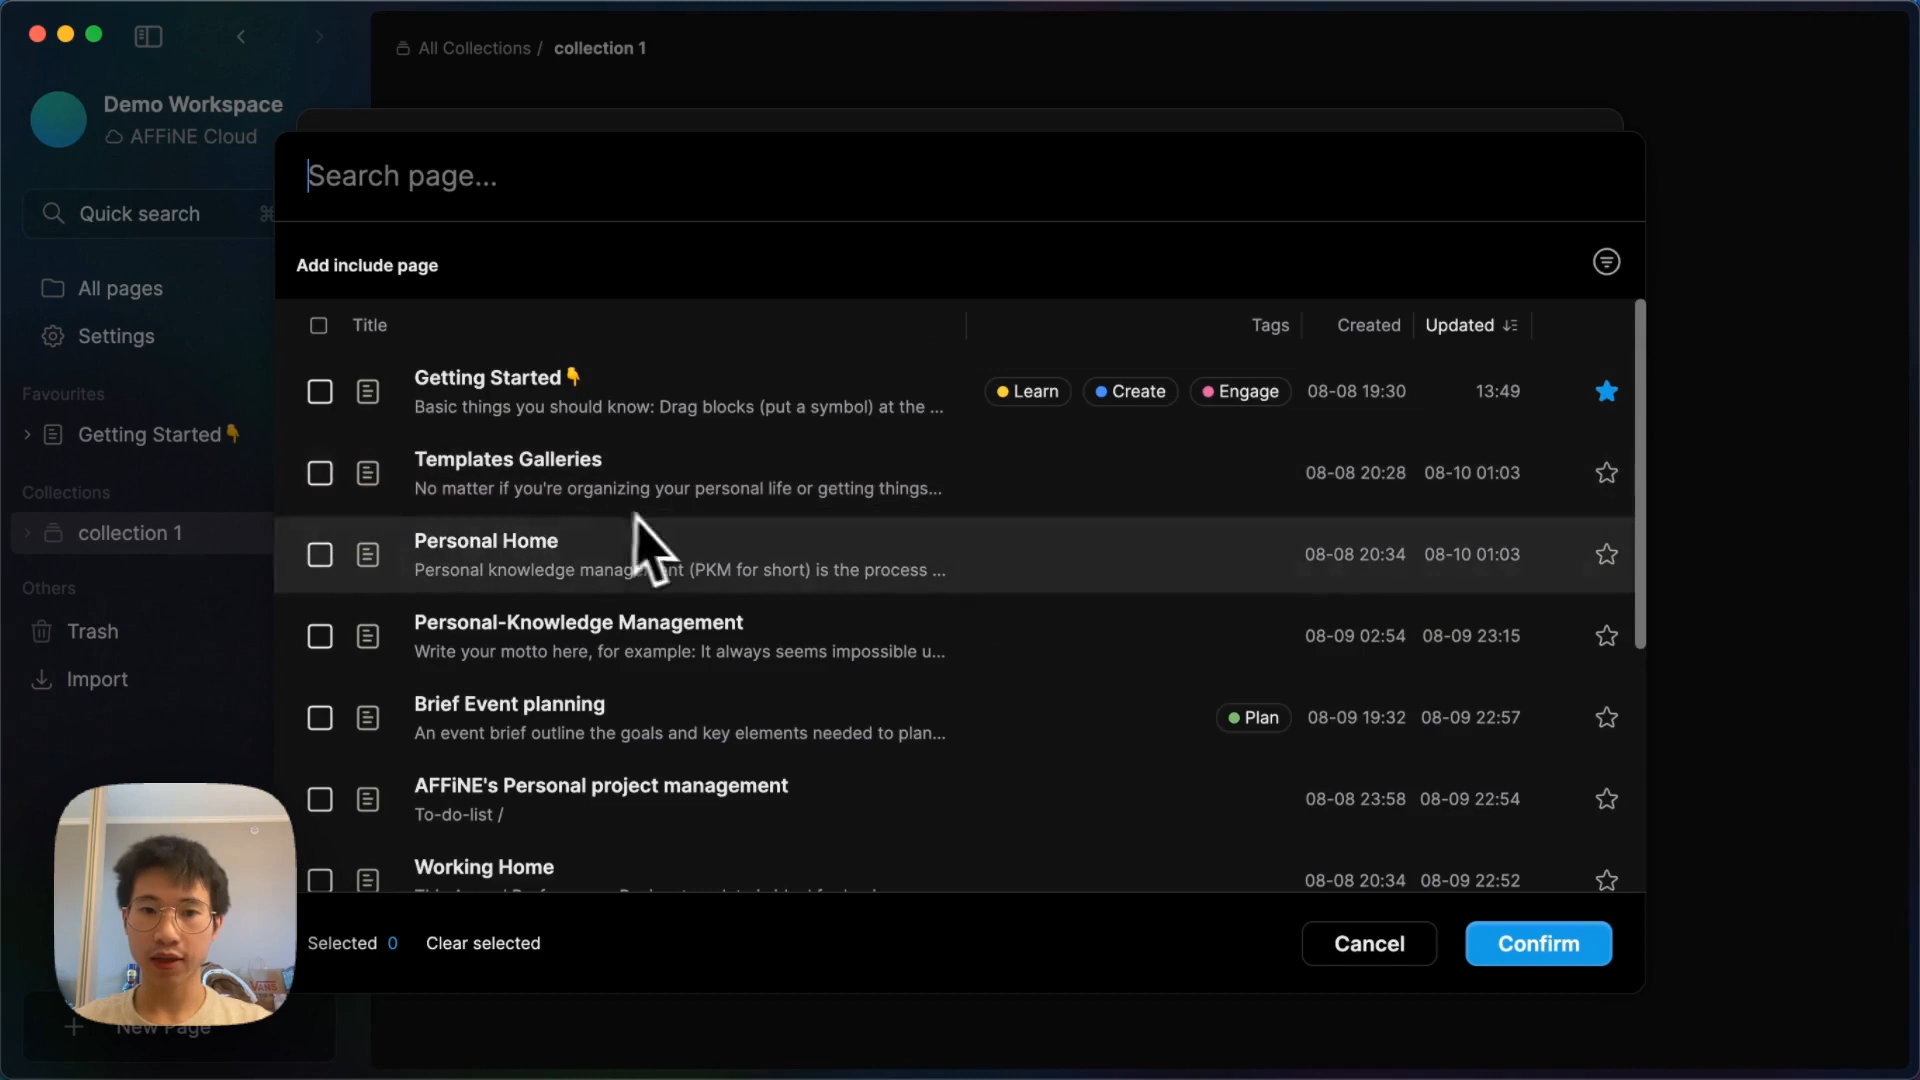 All Collections / collection 1
Demo Workspace
AFFiNE Cloud
Search page...
Quick search ⌘
Add include page
All pages
Settings
Title Tags Created Updated
Favourites
Getting Started👇
Collections
collection 1
Others
Trash
Import
Getting Started👇
Basic things you should know: Drag blocks (put a symbol) at the ...
Learn Create Engage 08-08 19:30 13:49
Templates Galleries
No matter if you're organizing your personal life or getting things...
08-08 20:28 08-10 01:03
Personal Home
Personal knowledge management (PKM for short) is the process ...
08-08 20:34 08-10 01:03
Personal-Knowledge Management
Write your motto here, for example: It always seems impossible u...
08-09 02:54 08-09 23:15
Brief Event planning
An event brief outline the goals and key elements needed to plan...
Plan 08-09 19:32 08-09 22:57
AFFiNE's Personal project management
To-do-list /
08-08 23:58 08-09 22:54
Working Home
08-08 20:34 08-09 22:52
Selected 0 Clear selected
Cancel Confirm
VANS
New Page